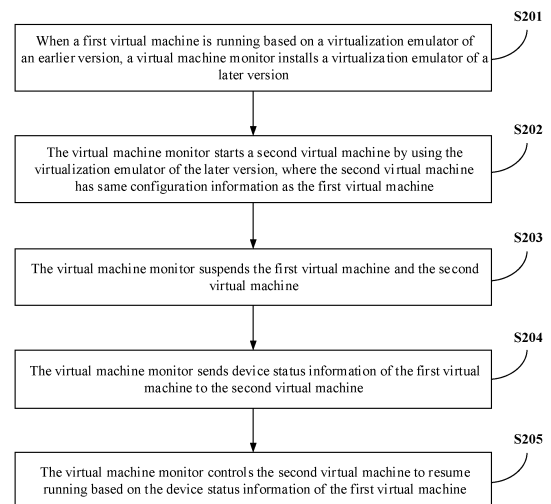 S201
When a first virtual machine is running based on a virtualization emulator of
an earlier version, a virtual machine monitor installs a virtualization emulator of a
later version
S202
The virtual machine monitor starts a second virtual machine by using the
virtualization emulator of the later version, where the second virtual machine
has same configuration information as the first virtual machine
S203
The virtual machine monitor suspends the first virtual machine and the second
virtual machine
S204
The virtual machine monitor sends device status information of the first virtual
machine to the second virtual machine
S205
The virtual machine monitor controls the second virtual machine to resume
running based on the device status information of the first virtual machine